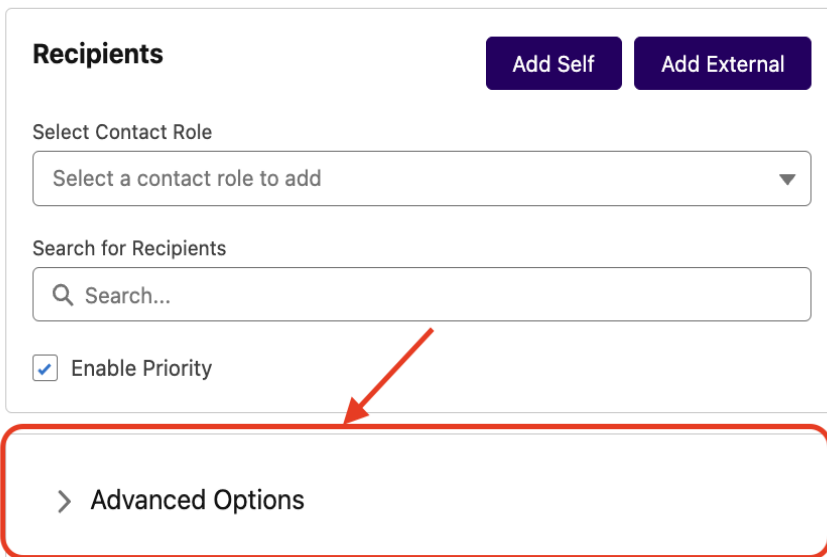 Recipients
Add Self
Add External
Select Contact Role
Select a contact role to add
Search for Recipients
Search...
Enable Priority
Advanced Options